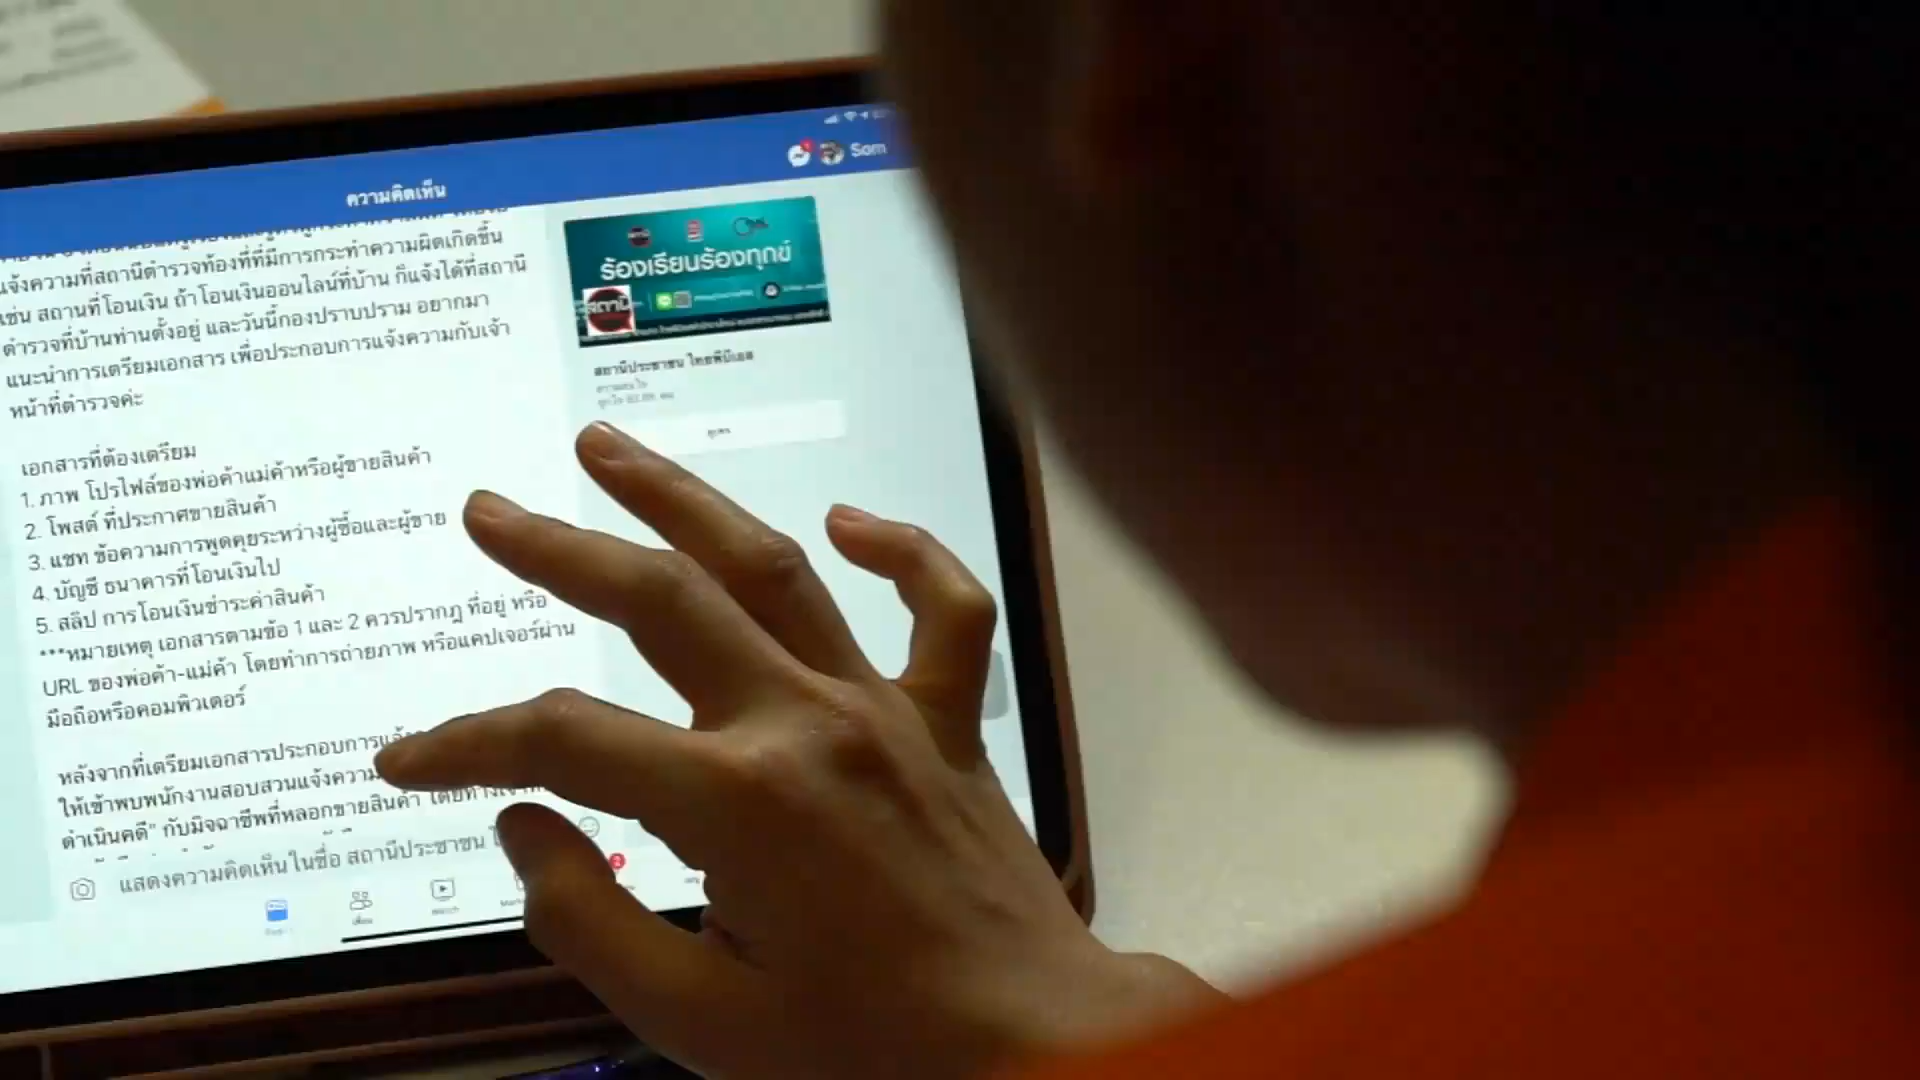 Som
ความคิดเห็น
แจ้งความที่สถานีตำรวจท้องที่ที่มีการกระทำความผิดเกิดขึ้น
เช่น สถานที่โอนเงิน ถ้าโอนเงินออนไลน์ที่บ้าน ก็แจ้งได้ที่สถานี
ตำรวจที่บ้านท่านตั้งอยู่ และวันนี้กองปราบปราม อยากมา
แนะนำการเตรียมเอกสาร เพื่อประกอบการแจ้งความกับเจ้า
หน้าที่ตำรวจค่ะ
เอกสารที่ต้องเตรียม
1. ภาพ โปรไฟล์ของพ่อค้าแม่ค้าหรือผู้ขายสินค้า
2. โพสต์ ที่ประกาศขายสินค้า
3. แชท ข้อความการพูดคุยระหว่างผู้ซื้อและผู้ขาย
4. บัญชี ธนาคารที่โอนเงินไป
5. สลิป การโอนเงินชำระค่าสินค้า
***หมายเหตุ เอกสารตามข้อ 1 และ 2 ควรปรากฎ ที่อยู่ หรือ
URL ของพ่อค้า-แม่ค้า โดยทำการถ่ายภาพ หรือแคปเจอร์ผ่าน
มือถือหรือคอมพิวเตอร์
หลังจากที่เตรียมเอกสารประกอบการแจ้ง
ให้เข้าพบพนักงานสอบสวนแจ้งความ
ดำเนินคดี" กับมิจฉาชีพที่หลอกขายสินค้า
แสดงความคิดเห็นในชื่อ สถานีประชาชน
ร้องเรียนร้องทุกข์
สถานี
สถานีประชาชน ไทยพีบีเอส
Watch
2